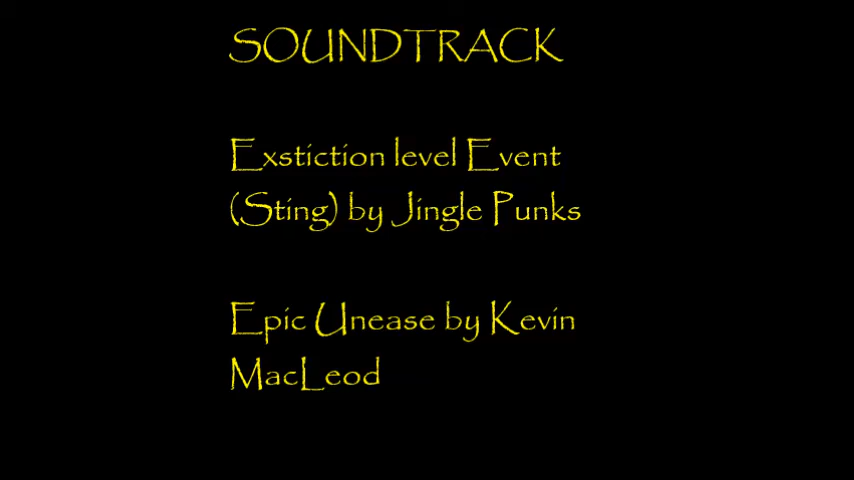 SOUNDTRACK
Exstiction level Event
(Sting) by Jingle Punks
Epic Unease by Kevin
MacLeod